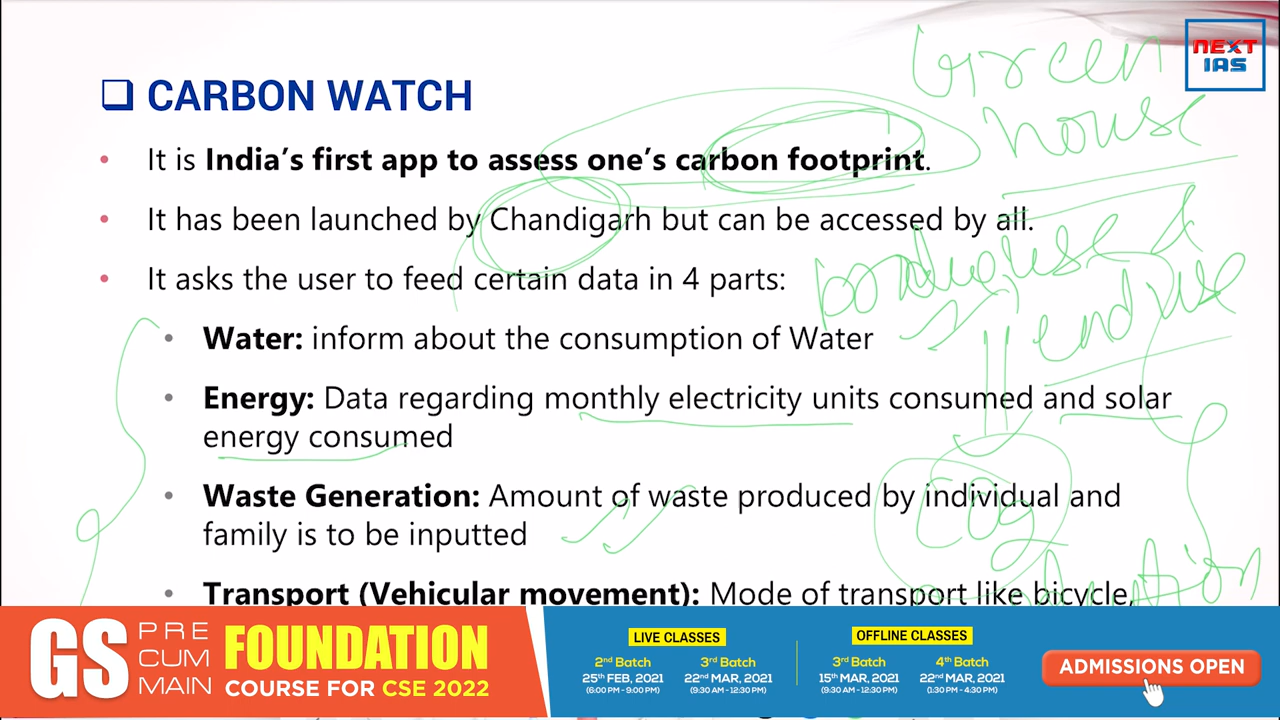 NEXT
IAS
Green
house
❑ CARBON WATCH
• It is India's first app to assess one's carbon footprint.
• It has been launched by Chandigarh but can be accessed by all.
• It asks the user to feed certain data in 4 parts:
end use
• Water: inform about the consumption of Water
• Energy: Data regarding monthly electricity units consumed and solar
energy consumed
• Waste Generation: Amount of waste produced by individual and
family is to be inputted
• Transport (Vehicular movement): Mode of transport like bicycle,
GS PRE CUM MAIN FOUNDATION
COURSE FOR CSE 2022
LIVE CLASSES
2nd Batch
25th FEB, 2021
(6:00 PM - 9:00 PM)
3rd Batch
22nd MAR, 2021
(9:30 AM - 12:30 PM)
OFFLINE CLASSES
3rd Batch
15th MAR, 2021
(9:30 AM - 12:30 PM)
4th Batch
22nd MAR, 2021
(1:30 PM - 4:30 PM)
ADMISSIONS OPEN